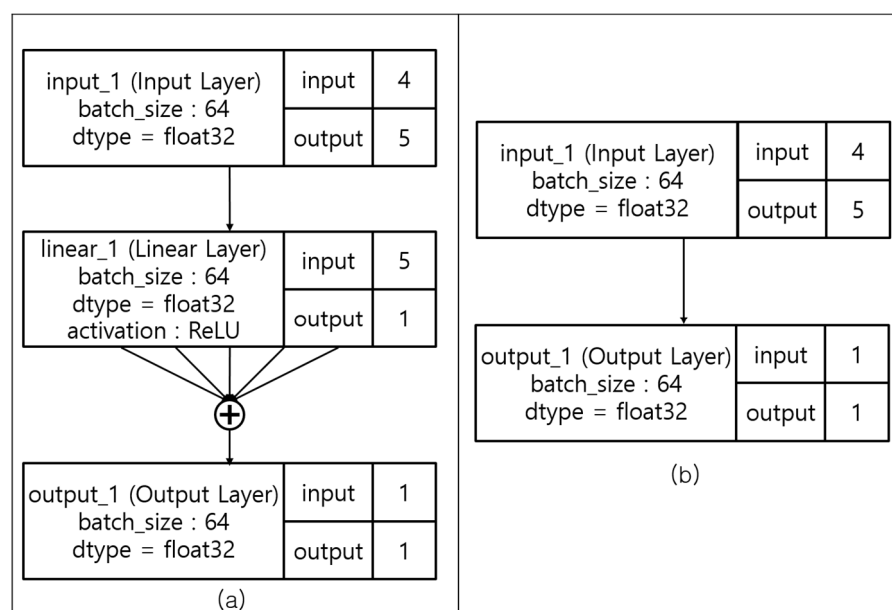 input_1 (Input Layer)
batch_size : 64
dtype = float32
input
4
output
5
linear_1 (Linear Layer)
batch_size : 64
dtype = float32
activation : ReLU
input
5
output
1
+
output_1 (Output Layer)
batch_size : 64
dtype = float32
input
1
output
1
(a)
input_1 (Input Layer)
batch_size : 64
dtype = float32
input
4
output
5
output_1 (Output Layer)
batch_size : 64
dtype = float32
input
1
output
1
(b)